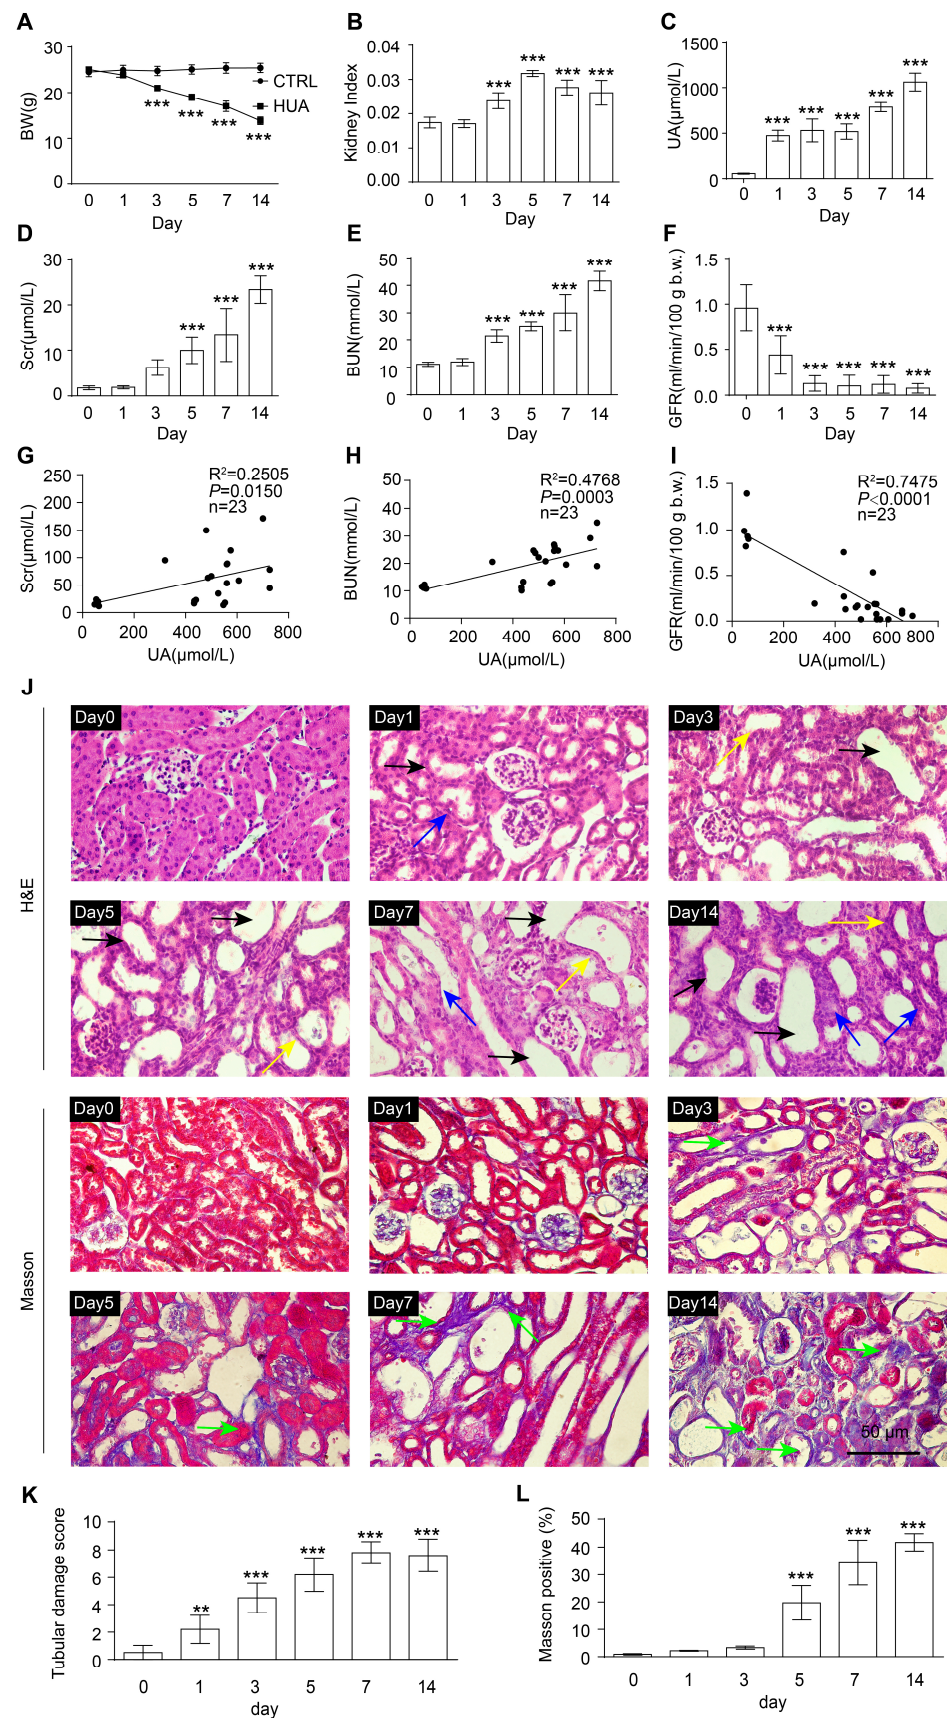 A
BW(g)
30
20
10
0
CTRL
HUA
***
***
***
***
0 1 3 5 7 14
Day
B
Kidney Index
0.04
0.03
0.02
0.01
0.00
***
***
***
***
0 1 3 5 7 14
Day
C
UA(μmol/L)
1500
1000
500
0
***
***
***
***
***
0 1 3 5 7 14
Day
D
Scr(μmol/L)
30
20
10
0
***
***
***
0 1 3 5 7 14
Day
E
BUN(mmol/L)
50
40
30
20
10
0
***
***
***
***
0 1 3 5 7 14
Day
F
GFR(ml/min/100 g b.w.)
1.5
1.0
0.5
0.0
***
***
***
***
***
0 1 3 5 7 14
Day
G
Scr(μmol/L)
250
200
150
100
50
0
R²=0.2505
P=0.0150
n=23
0 200 400 600 800
UA(μmol/L)
H
BUN(mmol/L)
50
40
30
20
10
0
R²=0.4768
P=0.0003
n=23
0 200 400 600 800
UA(μmol/L)
I
GFR(ml/min/100 g b.w.)
1.5
1.0
0.5
0.0
R²=0.7475
P<0.0001
n=23
0 200 400 600 800
UA(μmol/L)
J
H&E
Day0
Day1
Day3
Day5
Day7
Day14
Masson
Day0
Day1
Day3
Day5
Day7
Day14
50 μm
K
Tubular damage score
10
8
6
4
2
0
**
***
***
***
***
0 1 3 5 7 14
day
L
Masson positive (%)
50
40
30
20
10
0
***
***
***
0 1 3 5 7 14
day